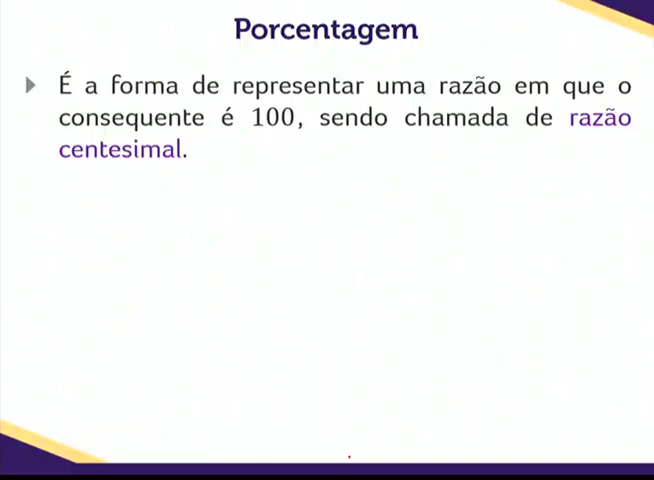 Porcentagem
É a forma de representar uma razão em que o
consequente é 100, sendo chamada de razão
centesimal.